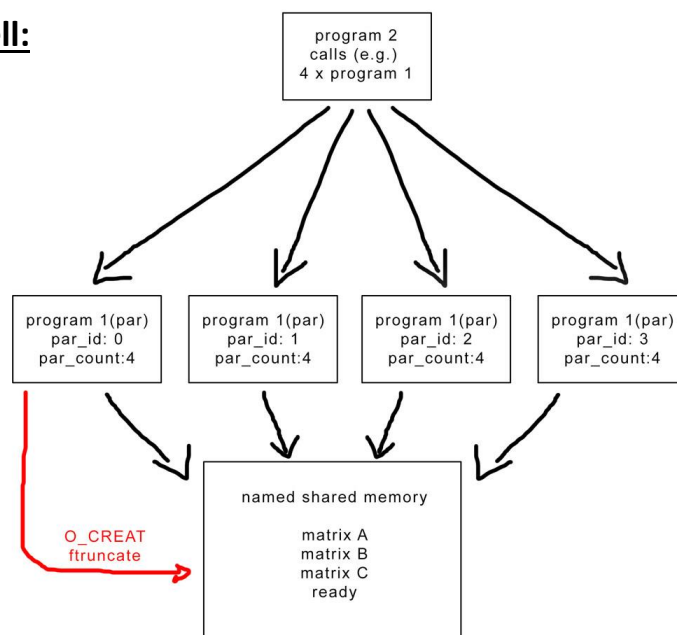 ll:
program 2
calls (e.g.)
4 x program 1
program 1(par)
par_id: 0
par_count:4
program 1(par)
par_id: 1
par_count:4
program 1(par)
par_id: 2
par_count:4
program 1(par)
par_id: 3
par_count:4
O_CREAT
ftruncate
named shared memory
matrix A
matrix B
matrix C
ready